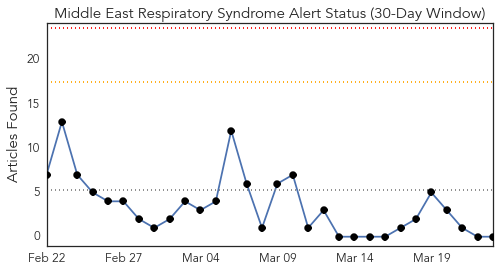 Middle East Respiratory Syndrome Alert Status (30-Day Window)
Articles Found
20
15
10
5
0
Feb 22 Feb 27 Mar 04 Mar 09 Mar 14 Mar 19